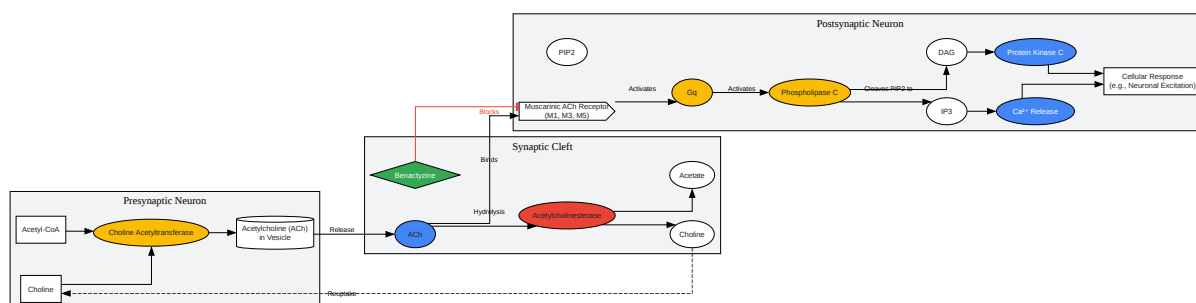 Postsynaptic Neuron
PIP2
DAG
Protein Kinase C
Cellular Response
(e.g., Neuronal Excitation)
Activates
Gq
Activates
Phospholipase C
Cleaves PIP2 to
IP3
Ca²⁺ Release
Muscarinic ACh Receptor
(M1, M3, M5)
Blocks
Synaptic Cleft
Binds
Benactyzine
Acetate
Hydrolysis
Acetylcholinesterase
ACh
Choline
Presynaptic Neuron
Acetyl-CoA
Choline Acetyltransferase
Acetylcholine (ACh)
in Vesicle
Release
Choline
Reuptake